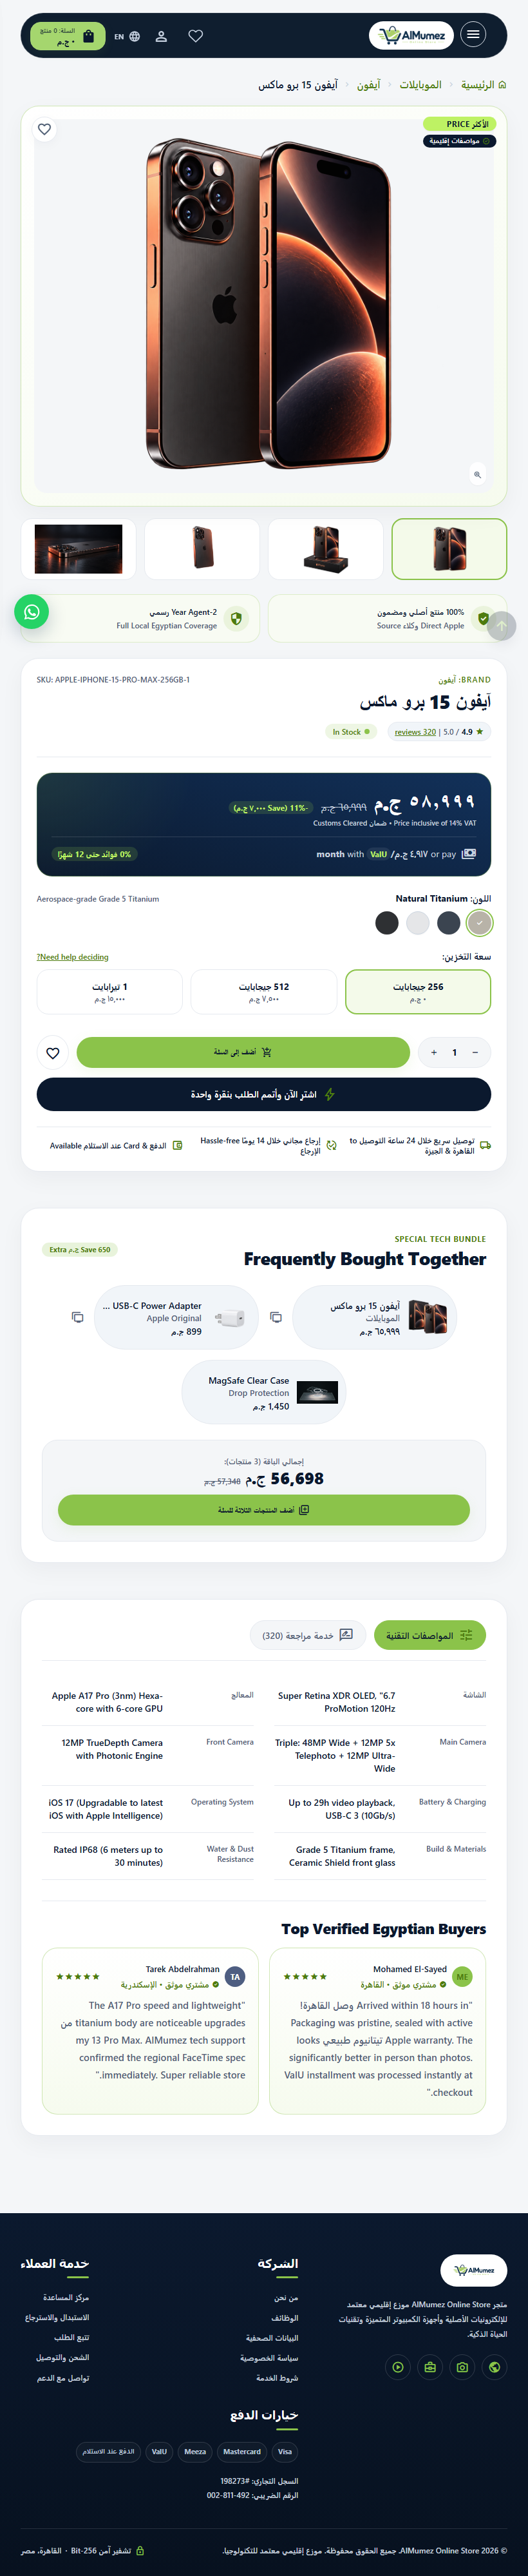 AlMumez
EN
السلة: 0 منتج
٠ ج.م
الرئيسية
الموبايلات
آيفون
آيفون 15 برو ماكس
الأكثر PRICE
مواصفات إقليمية
100% منتج أصلي ومضمون
Direct Apple وكلاء Source
2-Year Agent رسمي
Full Local Egyptian Coverage
BRAND: آيفون
SKU: APPLE-IPHONE-15-PRO-MAX-256GB-1
آيفون 15 برو ماكس
4.9 / 5.0 | 320 reviews
In Stock
٥٨,٩٩٩ ج.م
٦٥,٩٩٩ ج.م
-11% (Save ٧,٠٠٠ ج.م)
Price inclusive of 14% VAT • ضمان Customs Cleared
or pay ٤,٩١٧ ج.م/month with ValU
0% فوائد حتى 12 شهرًا
اللون: Natural Titanium
Aerospace-grade Grade 5 Titanium
سعة التخزين:
Need help deciding?
256 جيجابايت
٠ ج.م
512 جيجابايت
٧,٥٠٠ ج.م
1 تيرابايت
١٥,٠٠٠ ج.م
− 1 +
أضف إلى السلة
اشترِ الآن وأتمم الطلب بنقرة واحدة
توصيل سريع خلال 24 ساعة التوصيل to القاهرة & الجيزة
إرجاع مجاني خلال 14 يومًا Hassle-free الإرجاع
الدفع & Card عند الاستلام Available
SPECIAL TECH BUNDLE
Frequently Bought Together
Extra ج.م Save 650
آيفون 15 برو ماكس
الموبايلات
٦٥,٩٩٩ ج.م
USB-C Power Adapter ...
Apple Original
899 ج.م
MagSafe Clear Case
Drop Protection
1,450 ج.م
إجمالي الباقة (3 منتجات):
56,698 ج.م
57,348 ج.م
أضف المنتجات الثلاثة للسلة
المواصفات التقنية
خدمة مراجعة (320)
الشاشة
Super Retina XDR OLED, "6.7
ProMotion 120Hz
المعالج
Apple A17 Pro (3nm) Hexa-
core with 6-core GPU
Main Camera
Triple: 48MP Wide + 12MP 5x
Telephoto + 12MP Ultra-
Wide
Front Camera
12MP TrueDepth Camera
with Photonic Engine
Battery & Charging
Up to 29h video playback,
USB-C 3 (10Gb/s)
Operating System
iOS 17 (Upgradable to latest
iOS with Apple Intelligence)
Build & Materials
Grade 5 Titanium frame,
Ceramic Shield front glass
Water & Dust
Resistance
Rated IP68 (6 meters up to
30 minutes)
Top Verified Egyptian Buyers
ME
Mohamed El-Sayed
مشتري موثق • القاهرة
"Arrived within 18 hours in وصل القاهرة!
Packaging was pristine, sealed with active
Apple warranty. The تيتانيوم طبيعي looks
significantly better in person than photos.
ValU installment was processed instantly at
checkout."
TA
Tarek Abdelrahman
مشتري موثق • الإسكندرية
"The A17 Pro speed and lightweight
titanium body are noticeable upgrades من
my 13 Pro Max. AlMumez tech support
confirmed the regional FaceTime spec
immediately. Super reliable store."
AlMumez
متجر AlMumez Online Store موزع إقليمي معتمد
للإلكترونيات الأصلية وأجهزة الكمبيوتر المتميزة وتقنيات
الحياة الذكية.
الشركة
من نحن
الوظائف
البيانات الصحفية
سياسة الخصوصية
شروط الخدمة
خدمة العملاء
مركز المساعدة
الاستبدال والاسترجاع
تتبع الطلب
الشحن والتوصيل
تواصل مع الدعم
خيارات الدفع
Visa
Mastercard
Meeza
ValU
الدفع عند الاستلام
السجل التجاري: #198273
الرقم الضريبي: 492-811-002
© 2026 AlMumez Online Store. جميع الحقوق محفوظة. موزع إقليمي معتمد للتكنولوجيا.
تشفير آمن 256-Bit · القاهرة، مصر